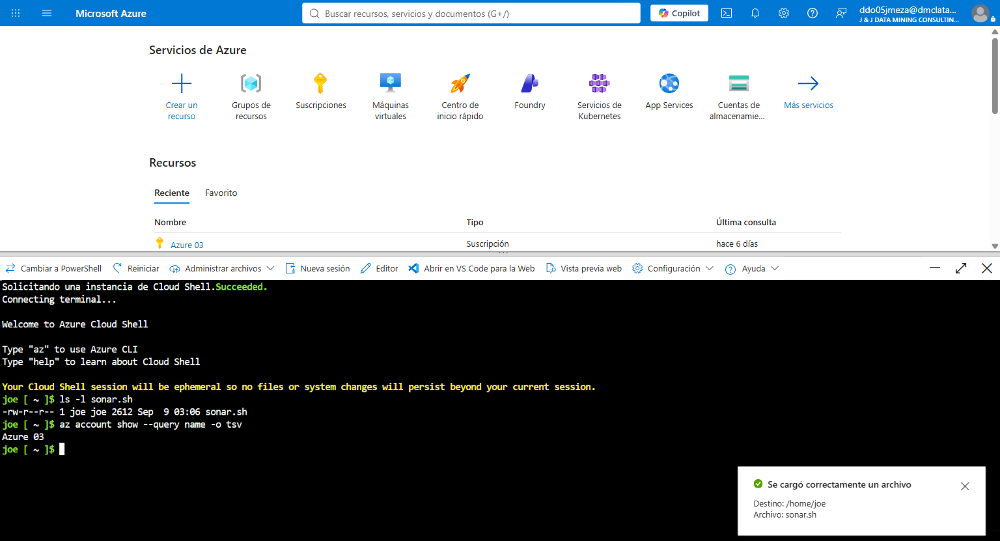 Microsoft Azure
Buscar recursos, servicios y documentos (G+/)
Copilot
ddo05jmeza@dmclata...
J & J DATA MINING CONSULTIN...
Servicios de Azure
Crear un
recurso
Grupos de
recursos
Suscripciones
Máquinas
virtuales
Centro de
inicio rápido
Foundry
Servicios de
Kubernetes
App Services
Cuentas de
almacenamie...
Más servicios
Recursos
Reciente
Favorito
Nombre
Tipo
Última consulta
Azure 03
Suscripción
hace 6 días
Cambiar a PowerShell
Reiniciar
Administrar archivos
Nueva sesión
Editor
Abrir en VS Code para la Web
Vista previa web
Configuración
Ayuda
Solicitando una instancia de Cloud Shell.Succeeded.
Connecting terminal...
Welcome to Azure Cloud Shell
Type "az" to use Azure CLI
Type "help" to learn about Cloud Shell
Your Cloud Shell session will be ephemeral so no files or system changes will persist beyond your current session.
joe [ ~ ]$ ls -l sonar.sh
-rw-r--r-- 1 joe joe 2612 Sep  9 03:06 sonar.sh
joe [ ~ ]$ az account show --query name -o tsv
Azure 03
joe [ ~ ]$
Se cargó correctamente un archivo
Destino: /home/joe
Archivo: sonar.sh